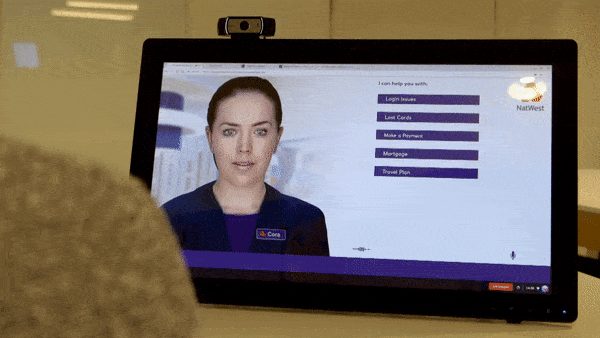 I can help you with:
Login Issues
Lost Cards
Make a Payment
Mortgage
Travel Plan
NatWest
Cora